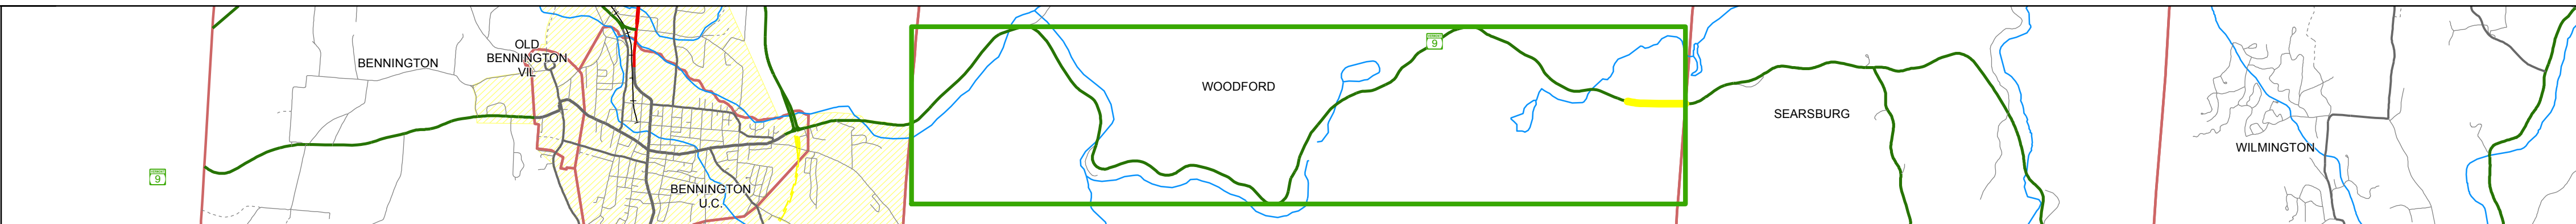 BENNINGTON
OLD
BENNINGTON
VIL
BENNINGTON
U.C.
9
WOODFORD
9
SEARSBURG
WILMINGTON